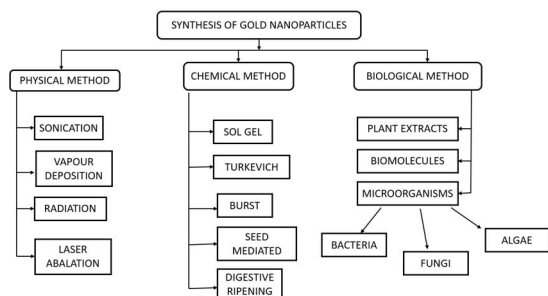 SYNTHESIS OF GOLD NANOPARTICLES
PHYSICAL METHOD
CHEMICAL METHOD
BIOLOGICAL METHOD
SONICATION
VAPOUR
DEPOSITION
RADIATION
LASER
ABALATION
SOL GEL
TURKEVICH
BURST
SEED
MEDIATED
DIGESTIVE
RIPENING
PLANT EXTRACTS
BIOMOLECULES
MICROORGANISMS
BACTERIA
FUNGI
ALGAE